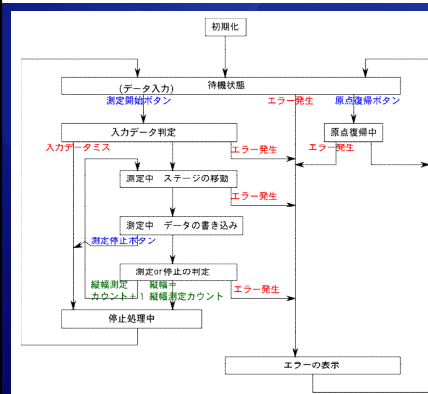 初期化
(データ入力)
待機状態
測定開始ボタン
エラー発生
原点復帰ボタン
入力データ判定
原点復帰中
入力データミス
エラー発生
エラー発生
測定中 ステージの移動
エラー発生
測定中 データの書き込み
測定停止ボタン
測定or停止の判定
縦幅測定
カウント+1
縦幅=
縦幅測定カウント
エラー発生
停止処理中
エラーの表示